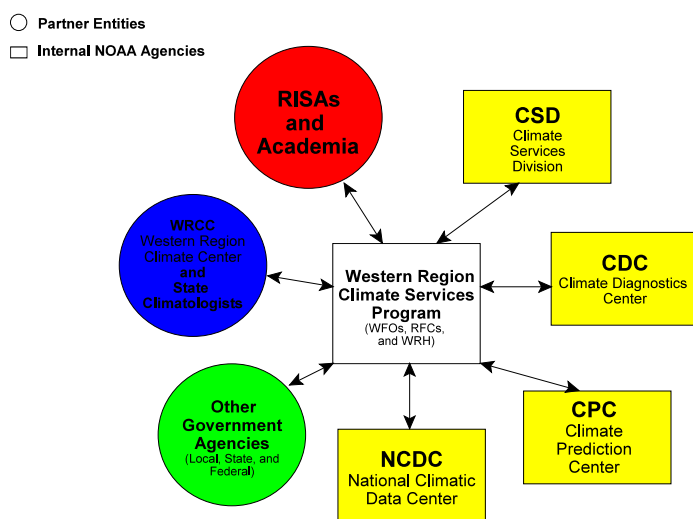 Partner Entities
Internal NOAA Agencies
RISAs
and
Academia
CSD
Climate
Services
Division
WRCC
Western Region
Climate Center
and
State
Climatologists
Western Region
Climate Services
Program
(WFOs, RFCs,
and WRH)
CDC
Climate Diagnostics
Center
Other
Government
Agencies
(Local, State, and
Federal)
NCDC
National Climatic
Data Center
CPC
Climate
Prediction
Center